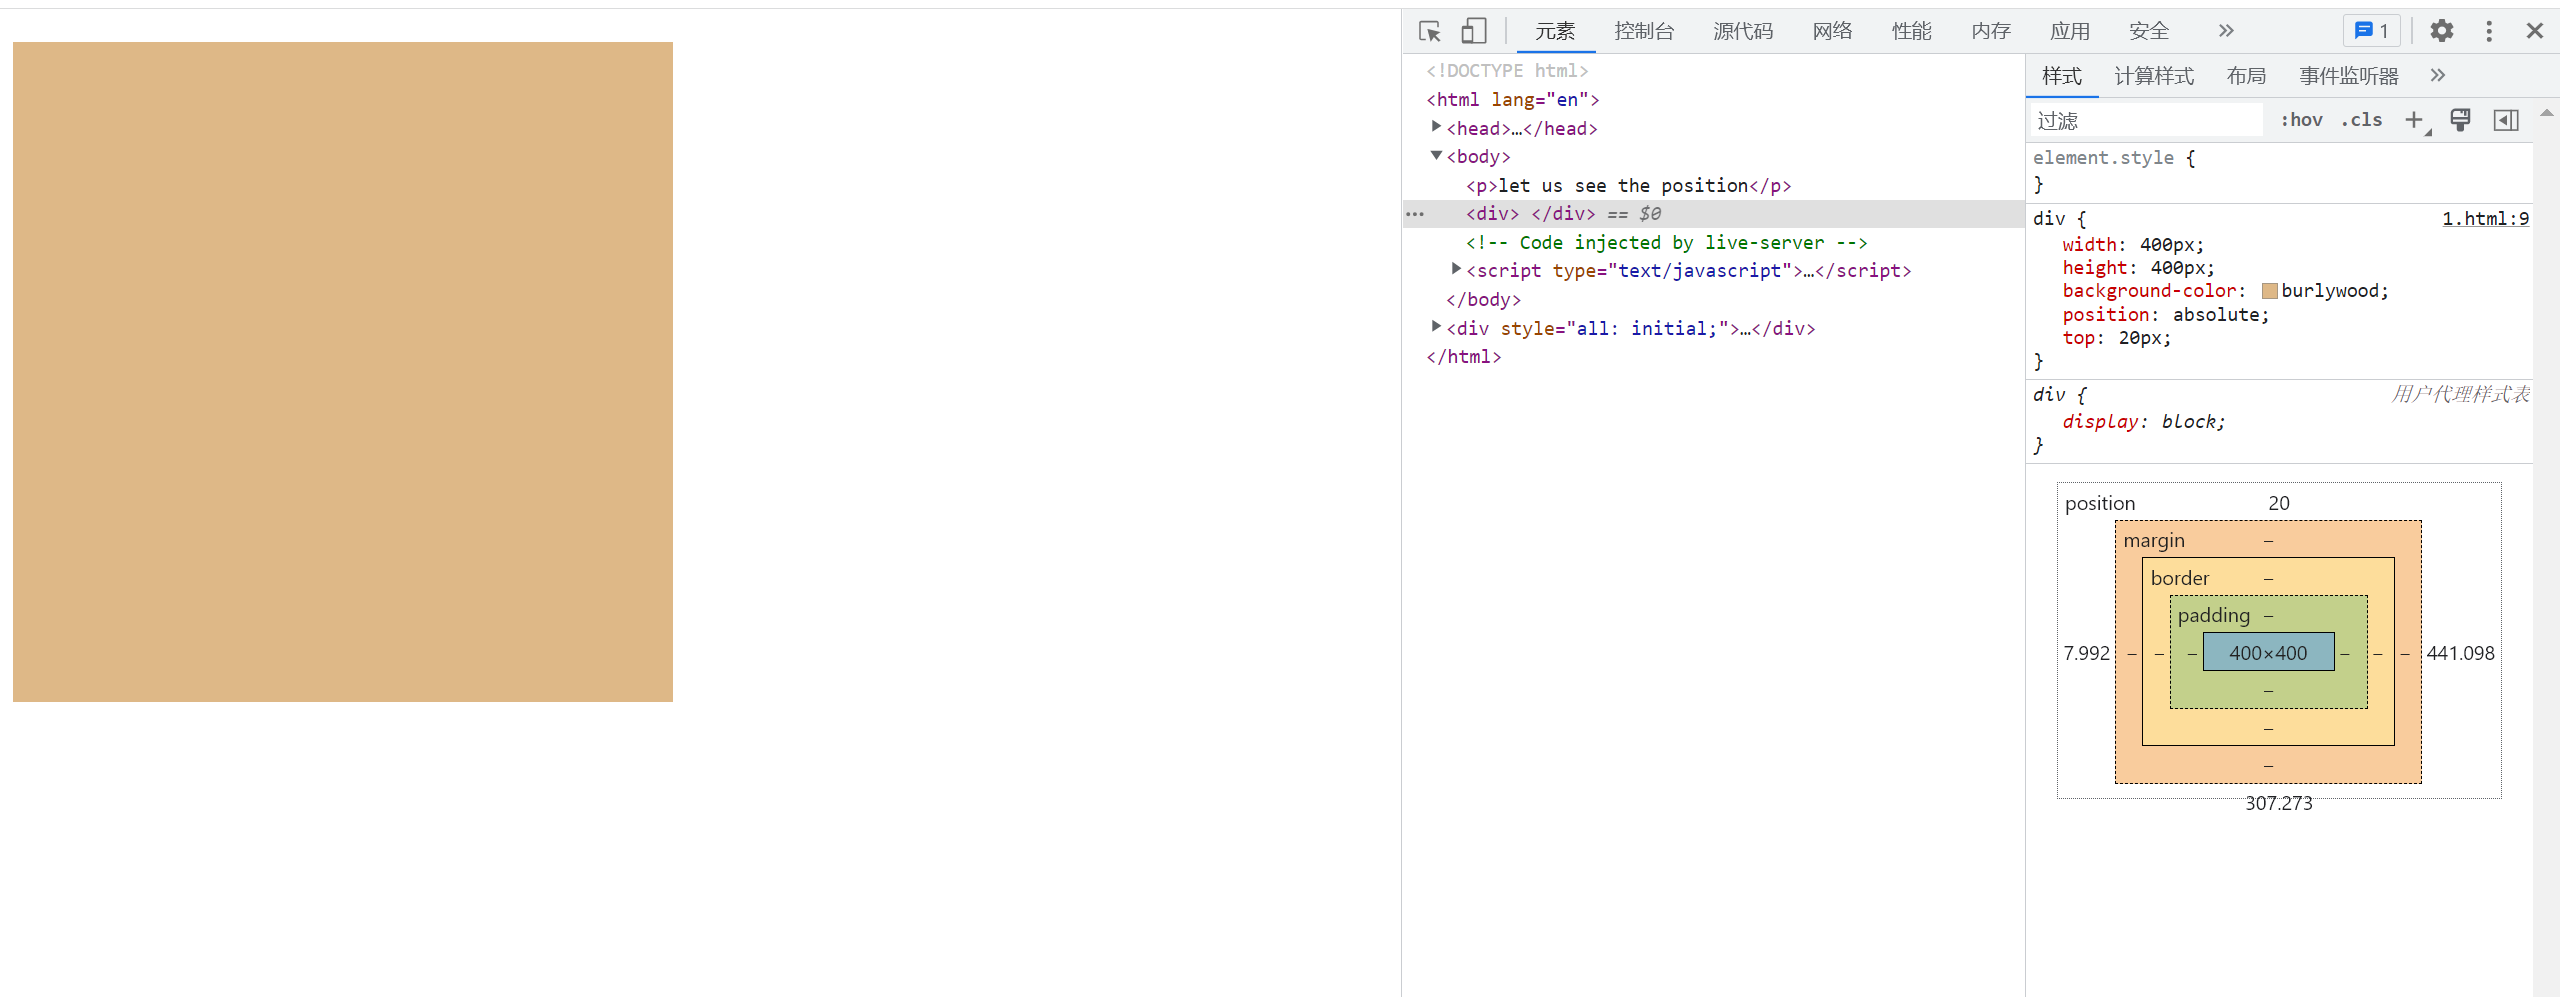 元素 控制台 源代码 网络 性能 内存 应用 安全 » 1
<!DOCTYPE html>
<html lang="en">
<head>…</head>
<body>
<p>let us see the position</p>
<div> </div> == $0
<!-- Code injected by live-server -->
<script type="text/javascript">…</script>
</body>
<div style="all: initial;">…</div>
</html>
样式 计算样式 布局 事件监听器 »
过滤 :hov .cls
element.style {
}
div { 1.html:9
width: 400px;
height: 400px;
background-color: burlywood;
position: absolute;
top: 20px;
}
div { 用户代理样式表
display: block;
}
position 20
margin –
border –
padding –
7.992 – – – 400×400 – – – 441.098
–
–
–
307.273